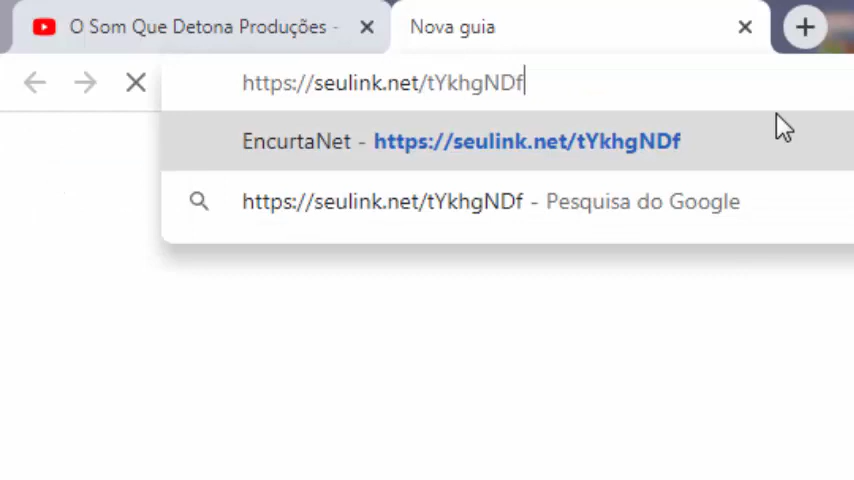 O Som Que Detona Produções -
Nova guia
https://seulink.net/tYkhgNDf
EncurtaNet - https://seulink.net/tYkhgNDf
https://seulink.net/tYkhgNDf - Pesquisa do Google